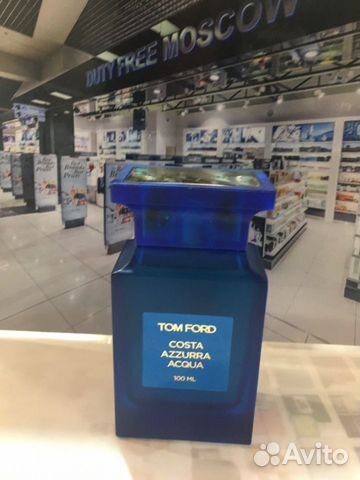 DUTY FREE MOSCOW
TOM FORD
COSTA
AZZURRA
ACQUA
100 ML
Avito